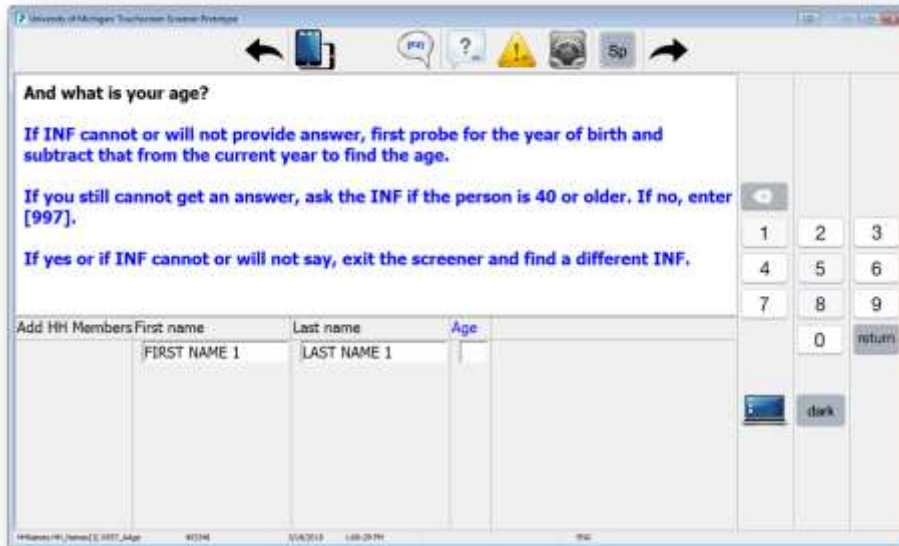 University of Michigan Touchscreen Screener Prototype
?
!
Sp
And what is your age?
If INF cannot or will not provide answer, first probe for the year of birth and
subtract that from the current year to find the age.
If you still cannot get an answer, ask the INF if the person is 40 or older. If no, enter
[997].
If yes or if INF cannot or will not say, exit the screener and find a different INF.
1 2 3
4 5 6
7 8 9
0 return
dark
Add HH Members First name Last name Age
FIRST NAME 1 LAST NAME 1